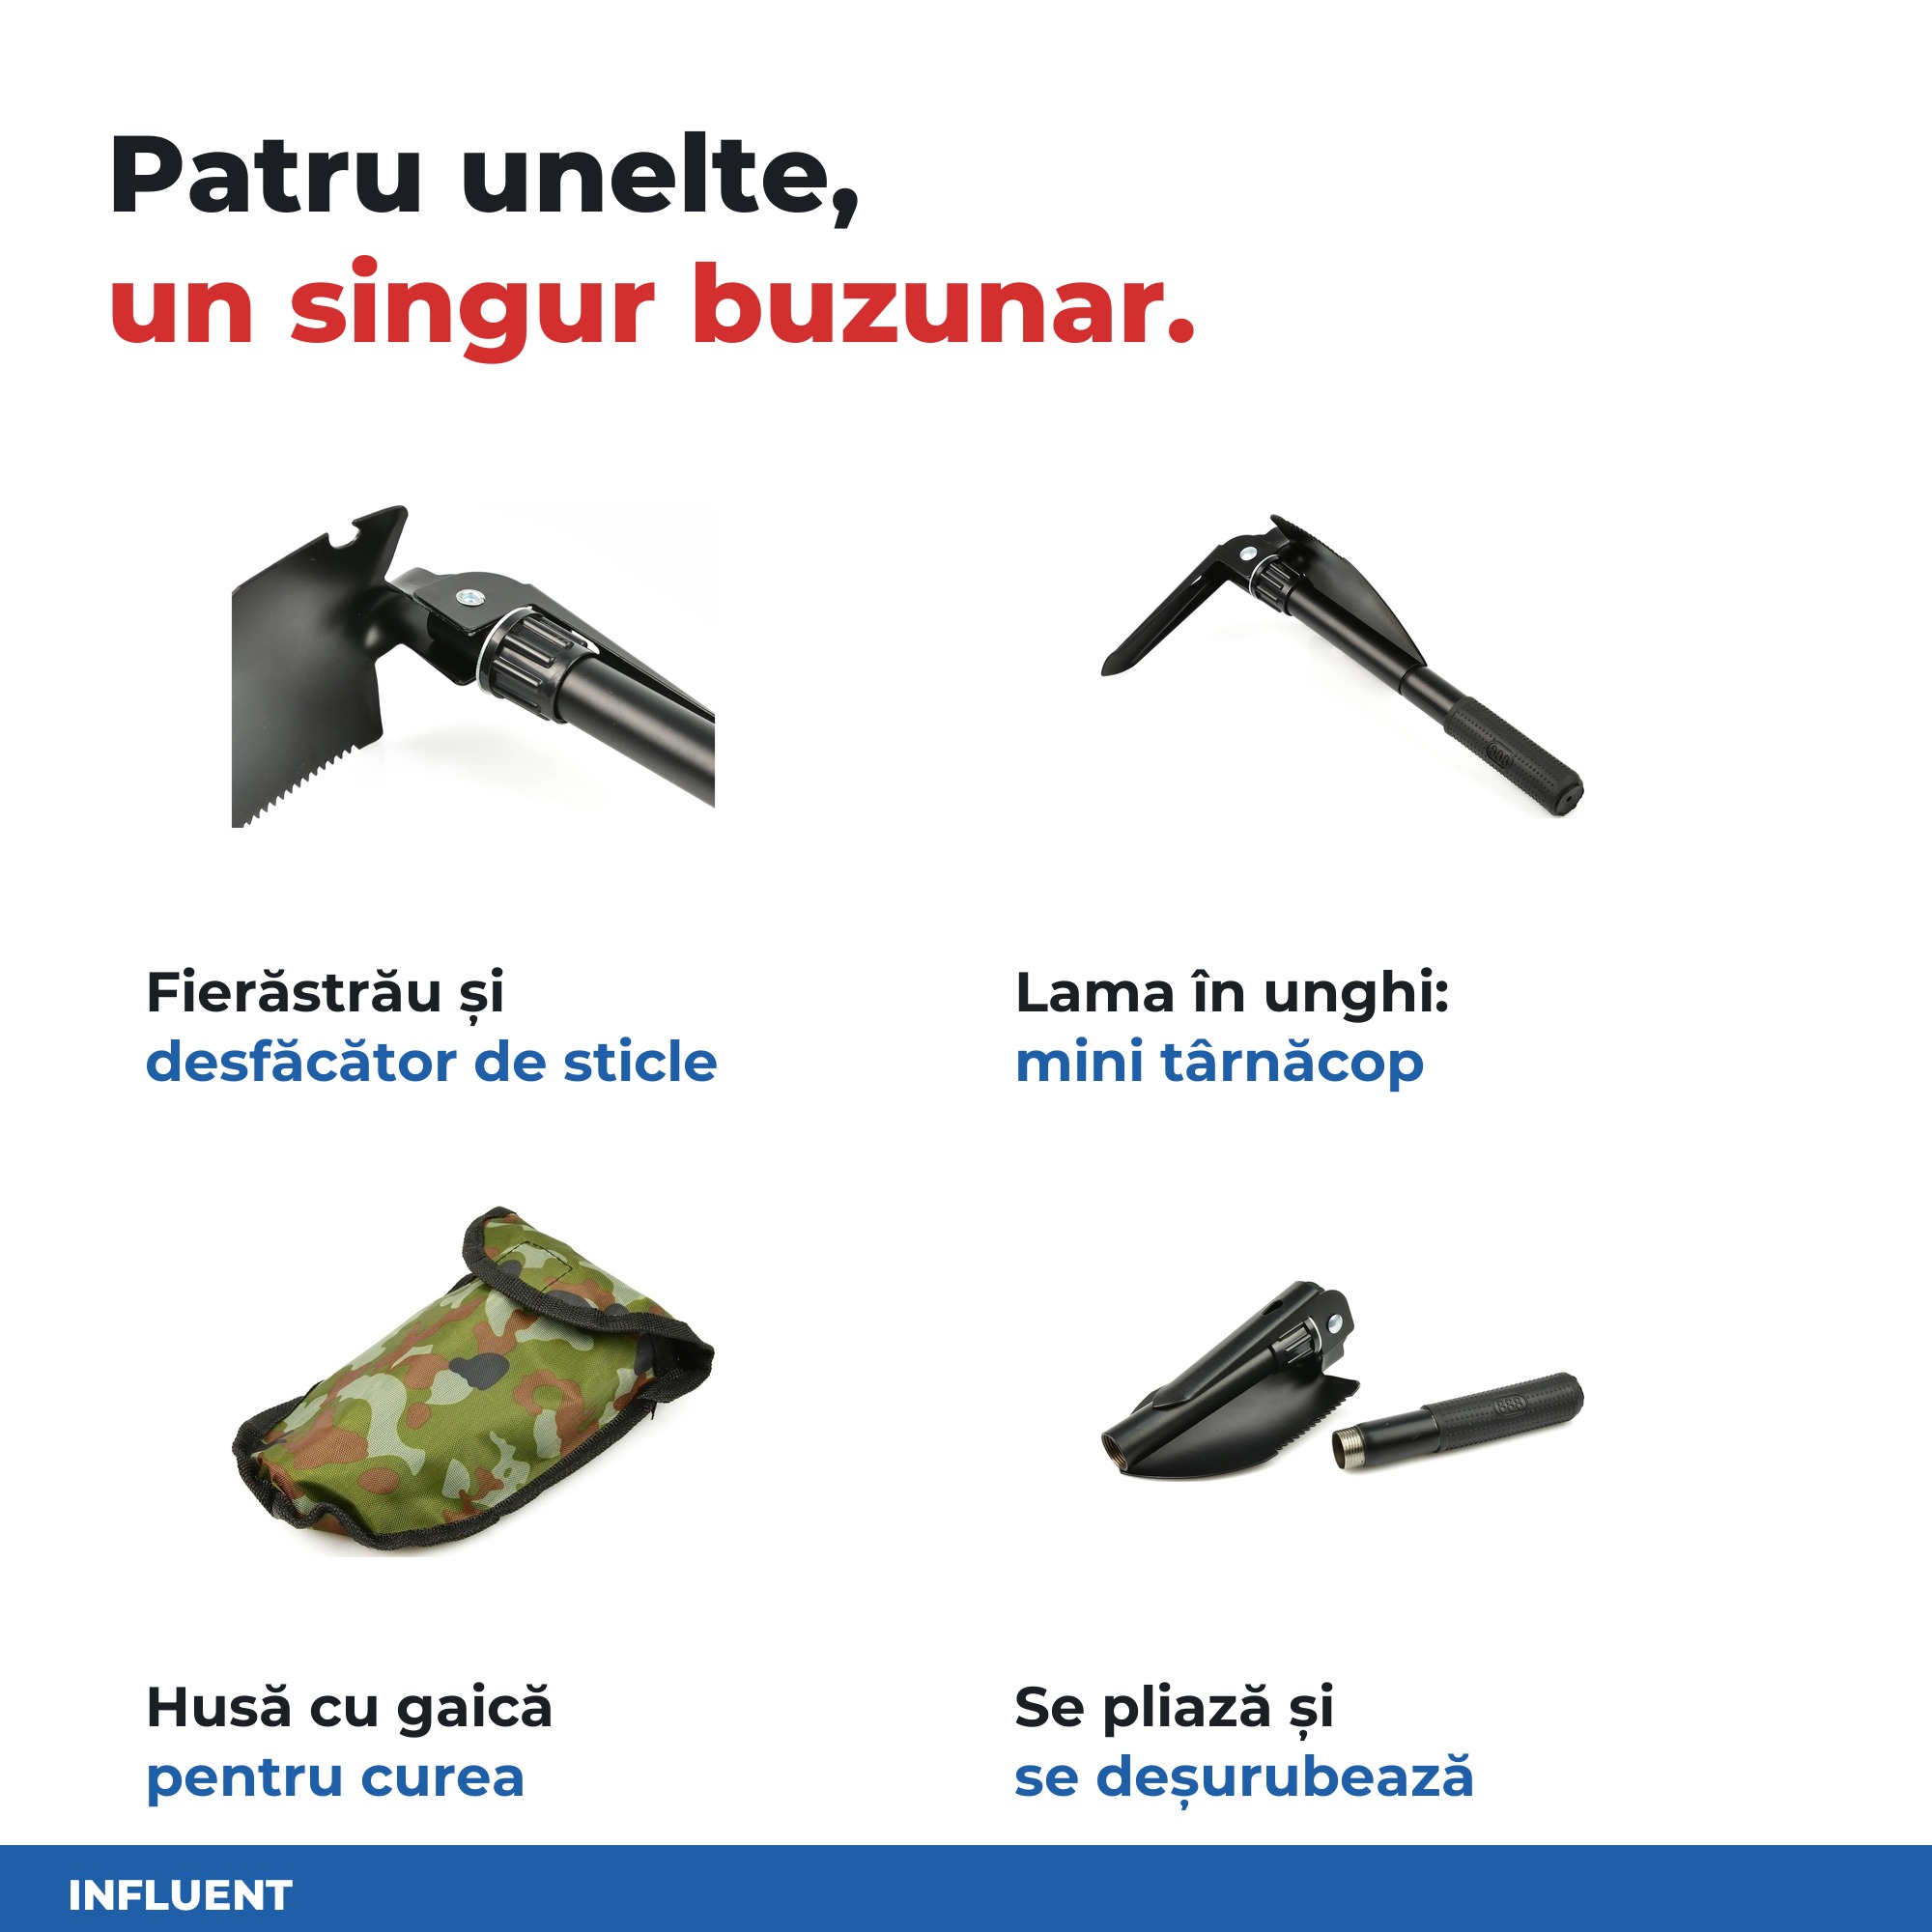 Patru unelte,
un singur buzunar.
Fierăstrău și
desfăcător de sticle
Lama în unghi:
mini târnăcop
Husă cu gaică
pentru curea
Se pliază și
se deșurubează
INFLUENT